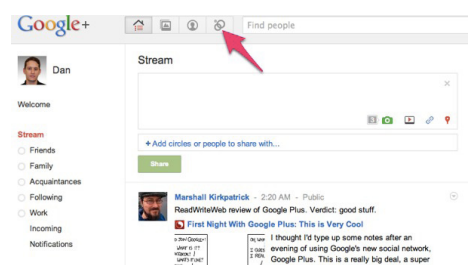 Google+
Find people
Dan
Welcome
Stream
Friends
Family
Acquaintances
Following
Work
Incoming
Notifications
Stream
+ Add circles or people to share with...
Share
Marshall Kirkpatrick - 2:20 AM - Public
ReadWriteWeb review of Google Plus. Verdict: good stuff.
First Night With Google Plus: This is Very Cool
I thought I'd type up some notes after an
evening of using Google's new social network,
Google Plus. This is a really big deal, a super